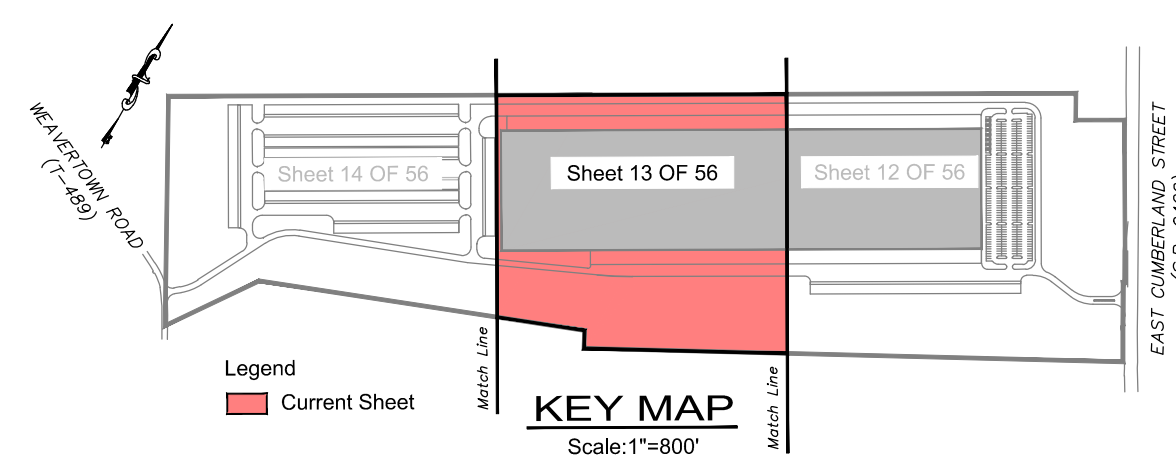 WEAVERTOWN ROAD
(T-489)
Sheet 14 OF 56
Sheet 13 OF 56
Sheet 12 OF 56
EAST CUMBERLAND STREET
Match Line
Match Line
Legend
Current Sheet
KEY MAP
Scale:1"=800'